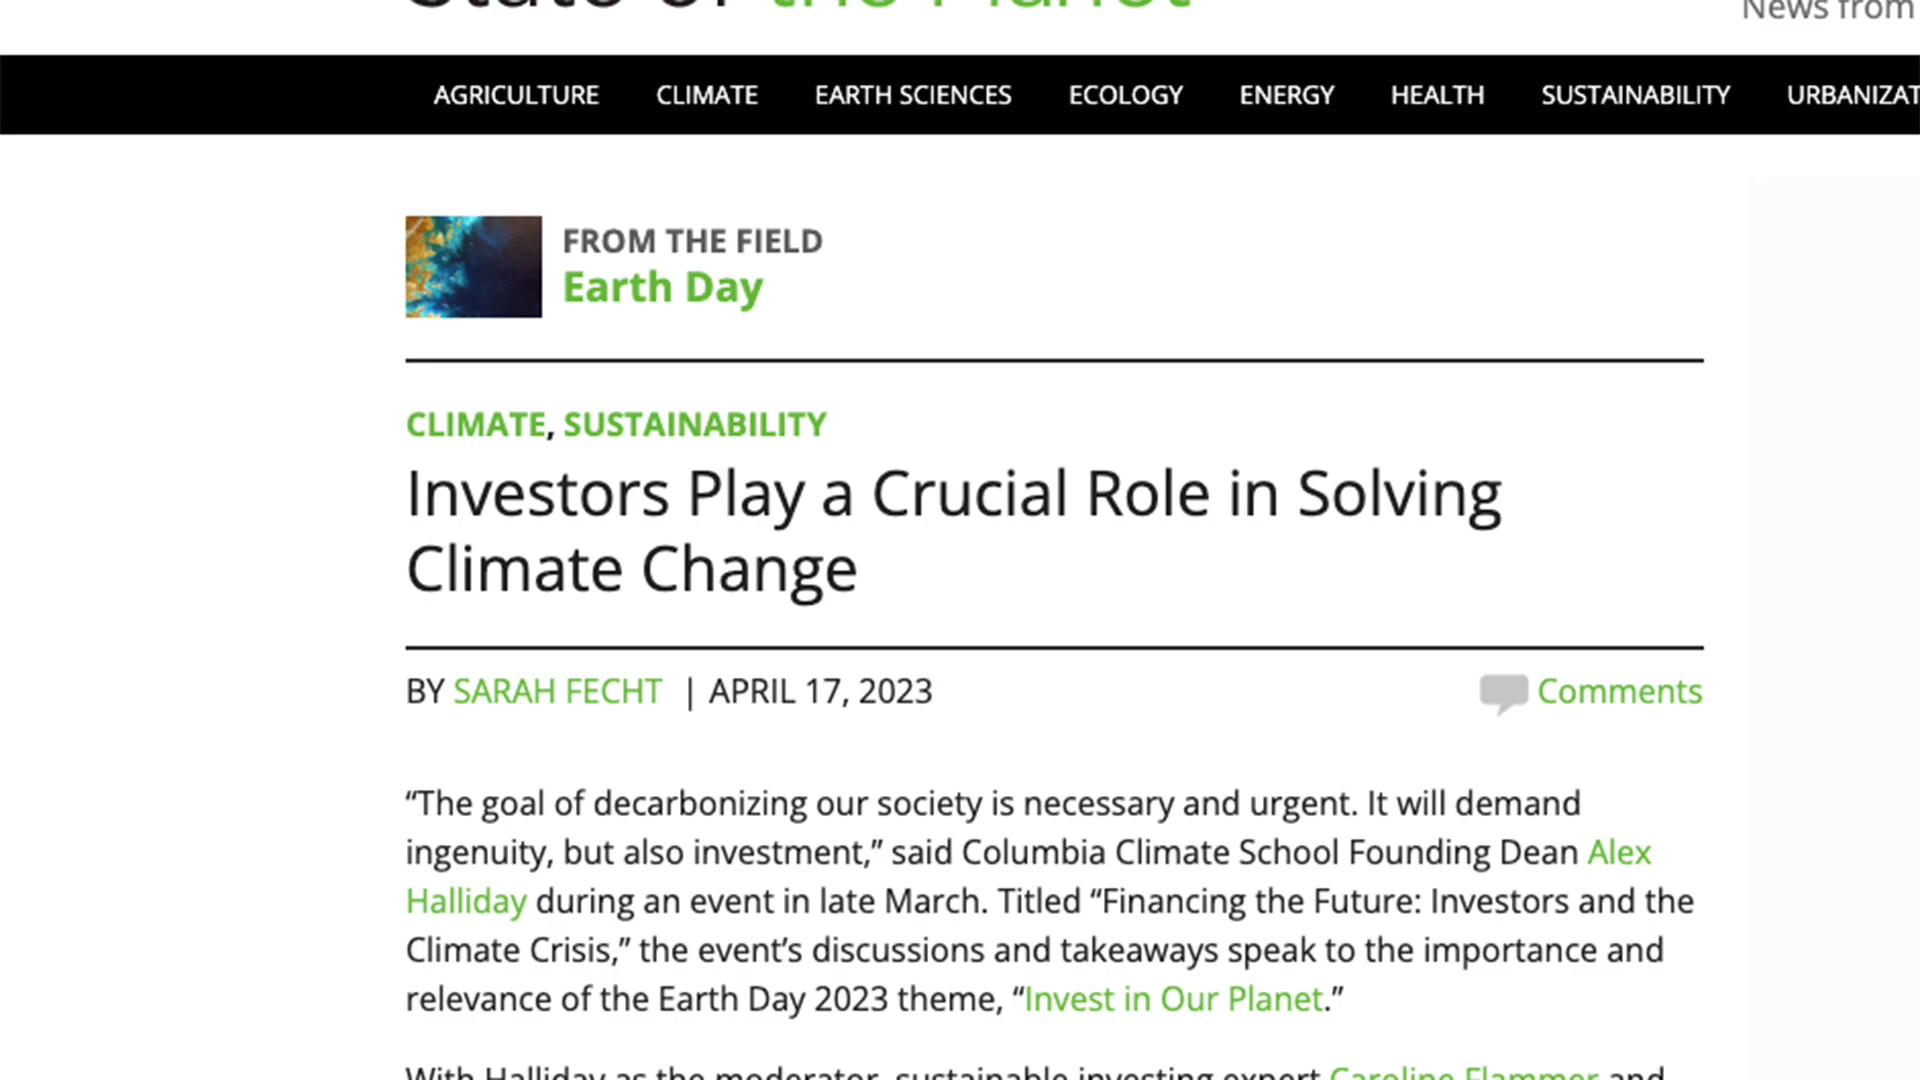 State of the Planet
News from
AGRICULTURE CLIMATE EARTH SCIENCES ECOLOGY ENERGY HEALTH SUSTAINABILITY URBANIZAT
FROM THE FIELD
Earth Day
CLIMATE, SUSTAINABILITY
Investors Play a Crucial Role in Solving
Climate Change
BY SARAH FECHT | APRIL 17, 2023
Comments
“The goal of decarbonizing our society is necessary and urgent. It will demand
ingenuity, but also investment,” said Columbia Climate School Founding Dean Alex
Halliday during an event in late March. Titled “Financing the Future: Investors and the
Climate Crisis,” the event’s discussions and takeaways speak to the importance and
relevance of the Earth Day 2023 theme, “Invest in Our Planet.”
With Halliday as the moderator, sustainable investing expert Caroline Flammer and